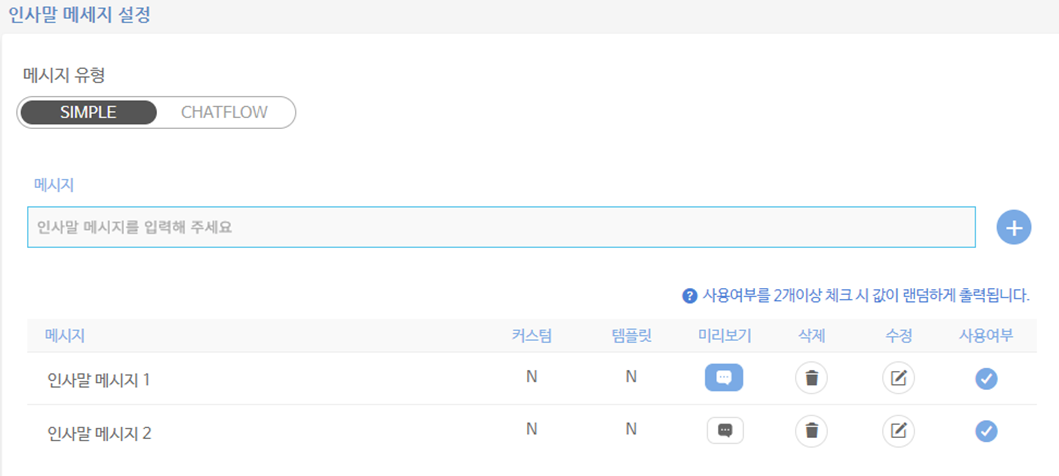 인사말 메세지 설정
메시지 유형
SIMPLE CHATFLOW
메시지
인사말 메시지를 입력해 주세요
사용여부를 2개이상 체크 시 값이 랜덤하게 출력됩니다.
메시지 커스텀 템플릿 미리보기 삭제 수정 사용여부
인사말 메시지 1 N N
인사말 메시지 2 N N